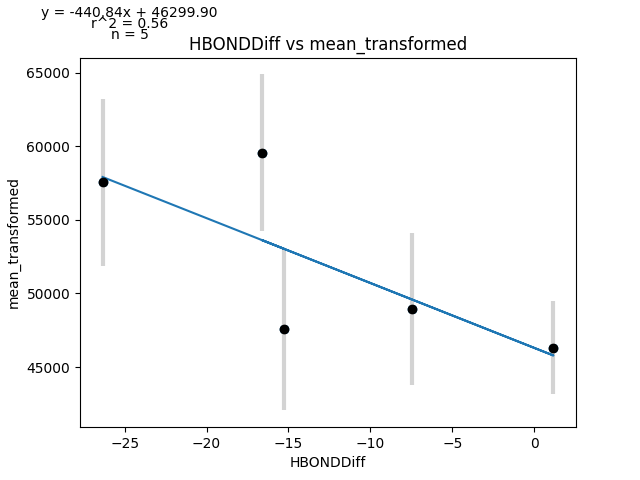 y = -440.84x + 46299.90
r^2 = 0.56
n = 5
HBONDDiff vs mean_transformed
65000
60000
55000
50000
45000
mean_transformed
−25
−20
−15
−10
−5
0
HBONDDiff